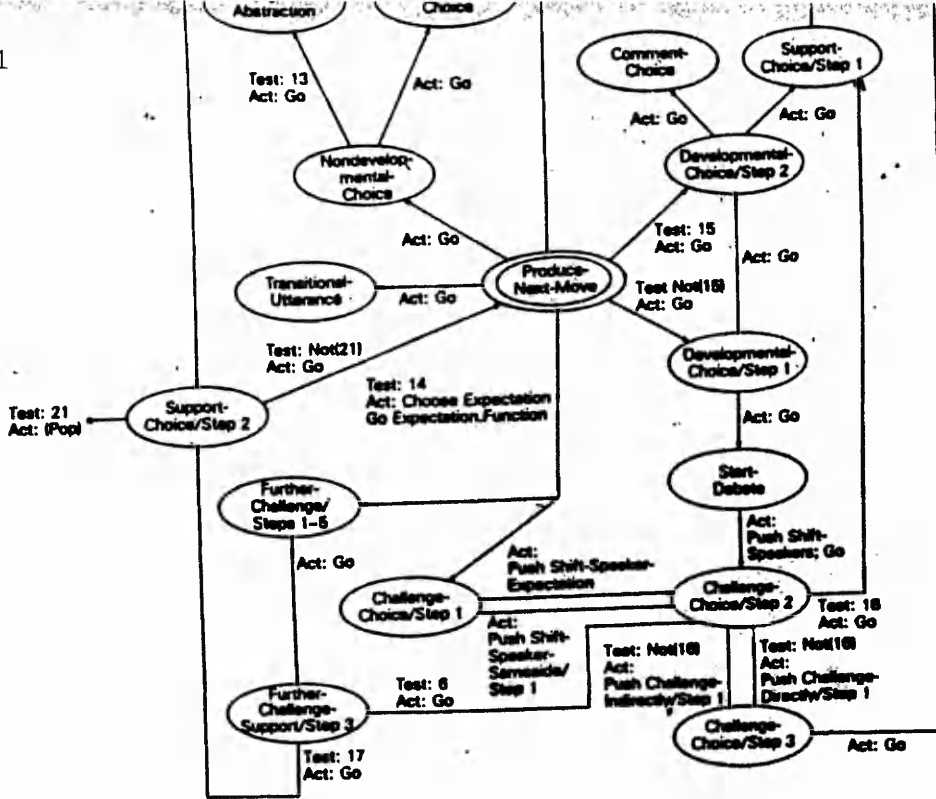 Abstraction
Choice
1
Comment-
Choice
Support-
Choice/Step 1
Test: 13
Act: Go
Act: Go
Act: Go
Act: Go
Nondevelop-
mental-
Choice
Developmental-
Choice/Step 2
Act: Go
Test: 15
Act: Go
Act: Go
Produce-
Next-Move
Transitional-
Utterance
Act: Go
Test Not(15)
Act: Go
Test: Not(21)
Act: Go
Developmental-
Choice/Step 1
Test: 14
Act: Choose Expectation
Go Expectation.Function
Test: 21
Act: (Pop)
Support-
Choice/Step 2
Act: Go
Start-
Debate
Further-
Challenge/
Steps 1-5
Act:
Push Shift-
Speakers; Go
Act: Go
Act:
Push Shift-Speaker-
Expectation
Challenge-
Choice/Step 1
Challenge-
Choice/Step 2
Test: 16
Act: Go
Act:
Push Shift-
Speaker-
Sameside/
Step 1
Test: Not(16)
Act:
Push Challenge-
Indirectly/Step 1
Test: Not(16)
Act:
Push Challenge-
Directly/Step 1
Test: 6
Act: Go
Further-
Challenge-
Support/Step 3
Challenge-
Choice/Step 3
Act: Go
Test: 17
Act: Go